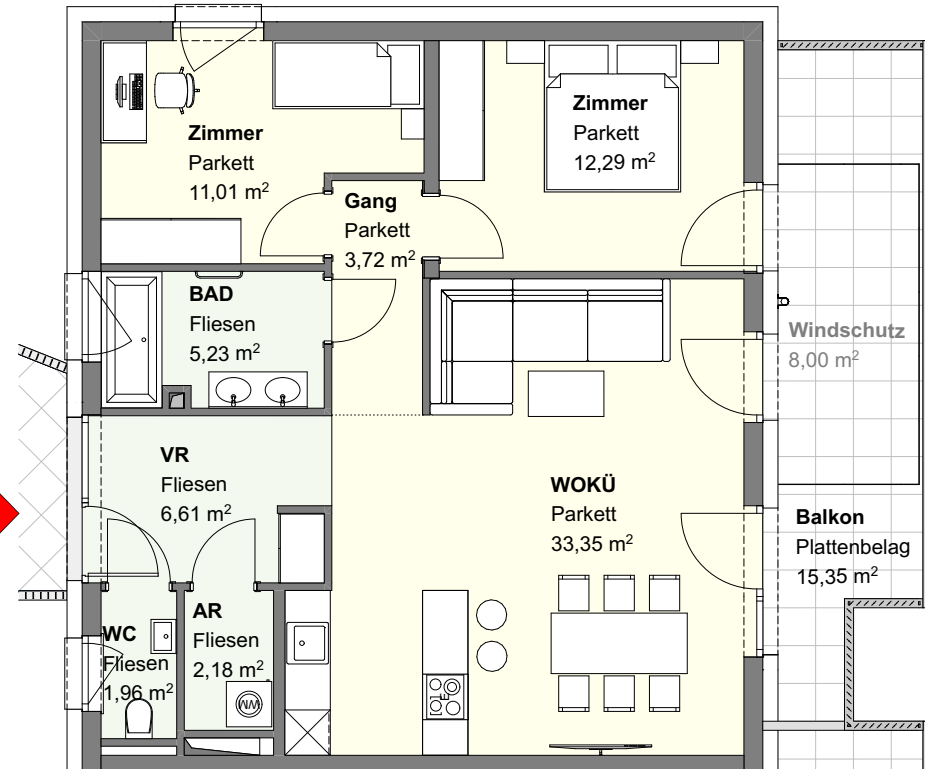 Zimmer
Parkett
11,01 m²
Zimmer
Parkett
12,29 m²
Gang
Parkett
3,72 m²
BAD
Fliesen
5,23 m²
Windschutz
8,00 m²
VR
Fliesen
6,61 m²
WOKÜ
Parkett
33,35 m²
Balkon
Plattenbelag
15,35 m²
AR
Fliesen
2,18 m²
WC
Fliesen
1,96 m²
WM